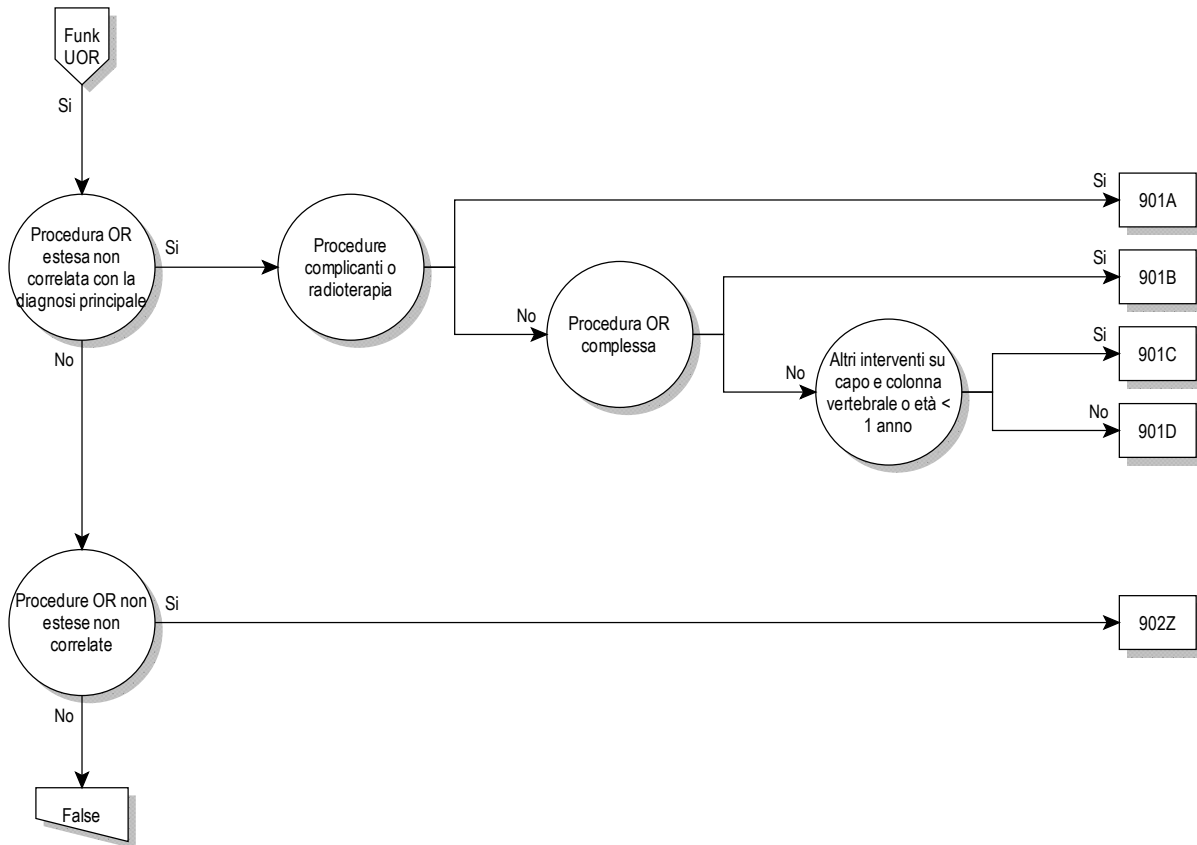 Funk
UOR
Si
Procedura OR
estesa non
correlata con la
diagnosi principale
Si
Procedure
complicanti o
radioterapia
Si
901A
No
Procedura OR
complessa
Si
901B
No
Altri interventi su
capo e colonna
vertebrale o età <
1 anno
Si
901C
No
901D
No
Procedure OR non
estese non
correlate
Si
902Z
No
False